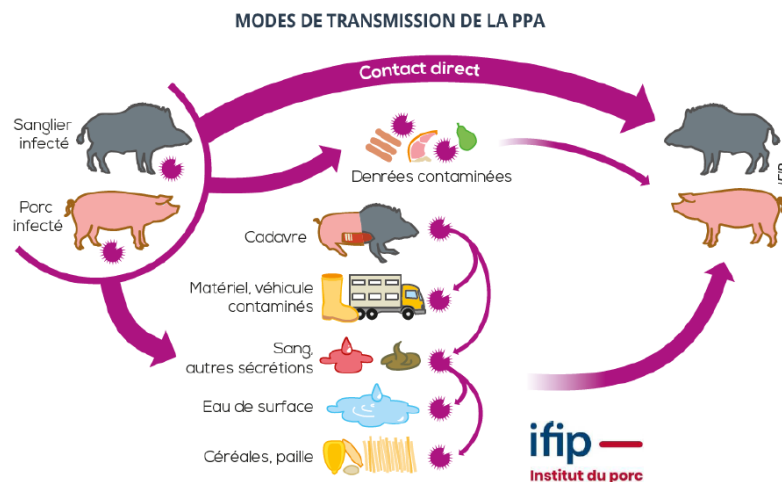 MODES DE TRANSMISSION DE LA PPA
Contact direct
Sanglier
infecté
Denrées contaminées
Porc
infecté
Cadavre
Matériel, véhicule
contaminés
Sang,
autres sécrétions
Eau de surface
Céréales, paille
ifip
Institut du porc